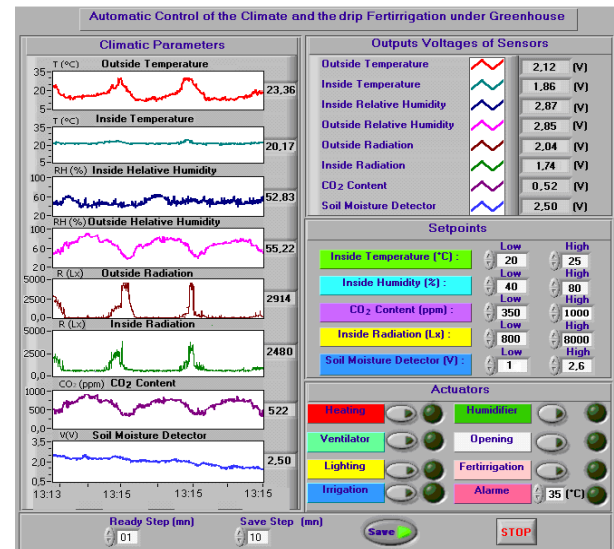 Automatic Control of the Climate and the drip Fertirrigation under Greenhouse
Climatic Parameters
T (°C) Outside Temperature
35
20
5
23,36
T (°C) Inside Temperature
35
20
5
20,17
RH (%) Inside Relative Humidity
100
60
20
52,83
RH (%) Outside Relative Humidity
100
60
20
55,22
R (Lx) Outside Radiation
5000
2500
0,0
2914
R (Lx) Inside Radiation
5000
2500
0,0
2480
CO2 (ppm) CO2 Content
1000
500
0
522
V(V) Soil Moisture Detector
3.5
2.0
0.5
2,50
13:13 13:15 13:15 13:15
Outputs Voltages of Sensors
Outside Temperature 2,12 (V)
Inside Temperature 1,86 (V)
Inside Relative Humidity 2.87 (V)
Outside Relative Humidity 2,85 (V)
Outside Radiation 2.04 (V)
Inside Radiation 1,74 (V)
CO2 Content 0,52 (V)
Soil Moisture Detector 2,50 (V)
Setpoints
Low High
Inside Temperature (°C) : 20 25
Low High
Inside Humidity (%) : 40 80
Low High
CO2 Content (ppm) : 350 1000
Low High
Inside Radiation (Lx) : 800 8000
Low High
Soil Moisture Detector (V) : 1 2,6
Actuators
Heating Humidifier
Ventilator Opening
Lighting Fertirrigation
Irrigation Alarme 35 (°C)
Ready Step (mn) Save Step (mn)
01 10
Save STOP